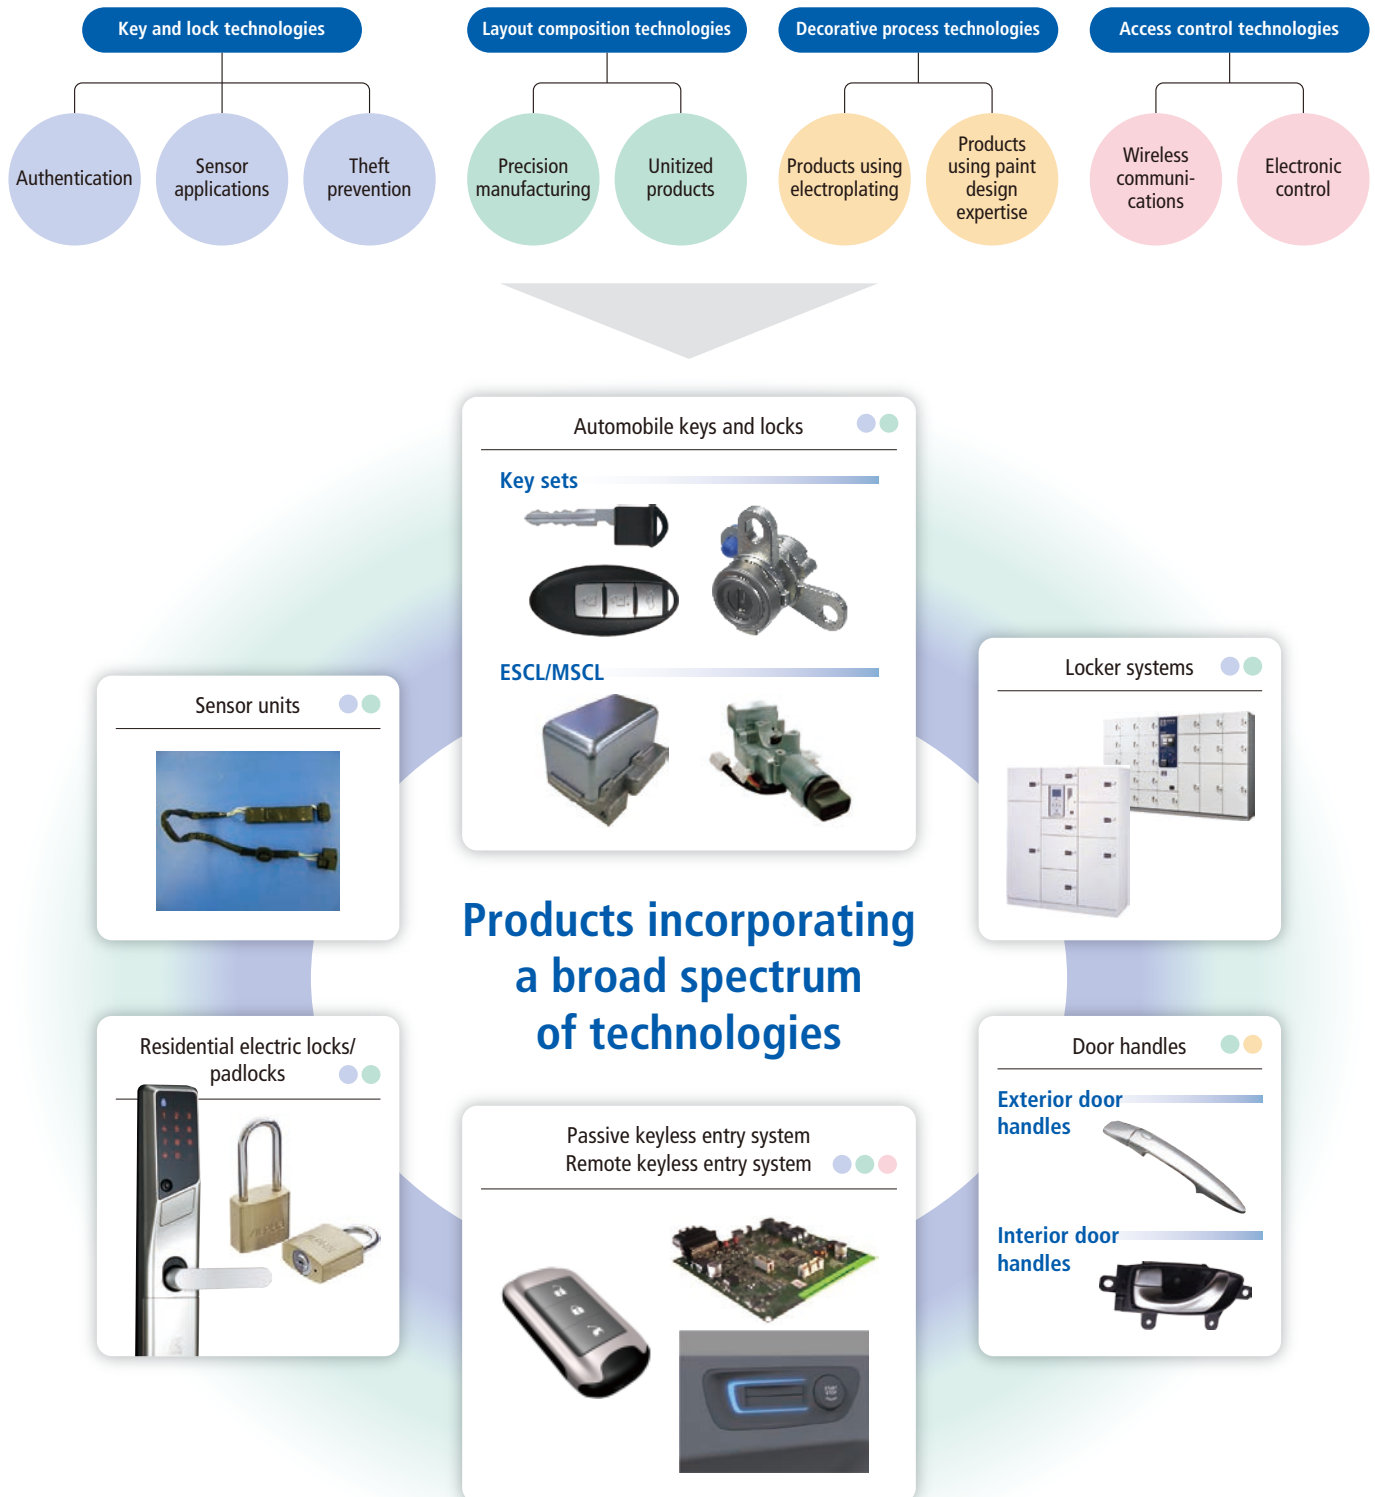 Key and lock technologies
Layout composition technologies
Decorative process technologies
Access control technologies
Authentication
Sensor
applications
Theft
prevention
Precision
manufacturing
Unitized
products
Products using
electroplating
Products
using paint
design
expertise
Wireless
communi-
cations
Electronic
control
Automobile keys and locks
Key sets
ESCL/MSCL
Sensor units
Locker systems
Products incorporating
a broad spectrum
of technologies
Residential electric locks/
padlocks
Passive keyless entry system
Remote keyless entry system
START
STOP
Door handles
Exterior door
handles
Interior door
handles